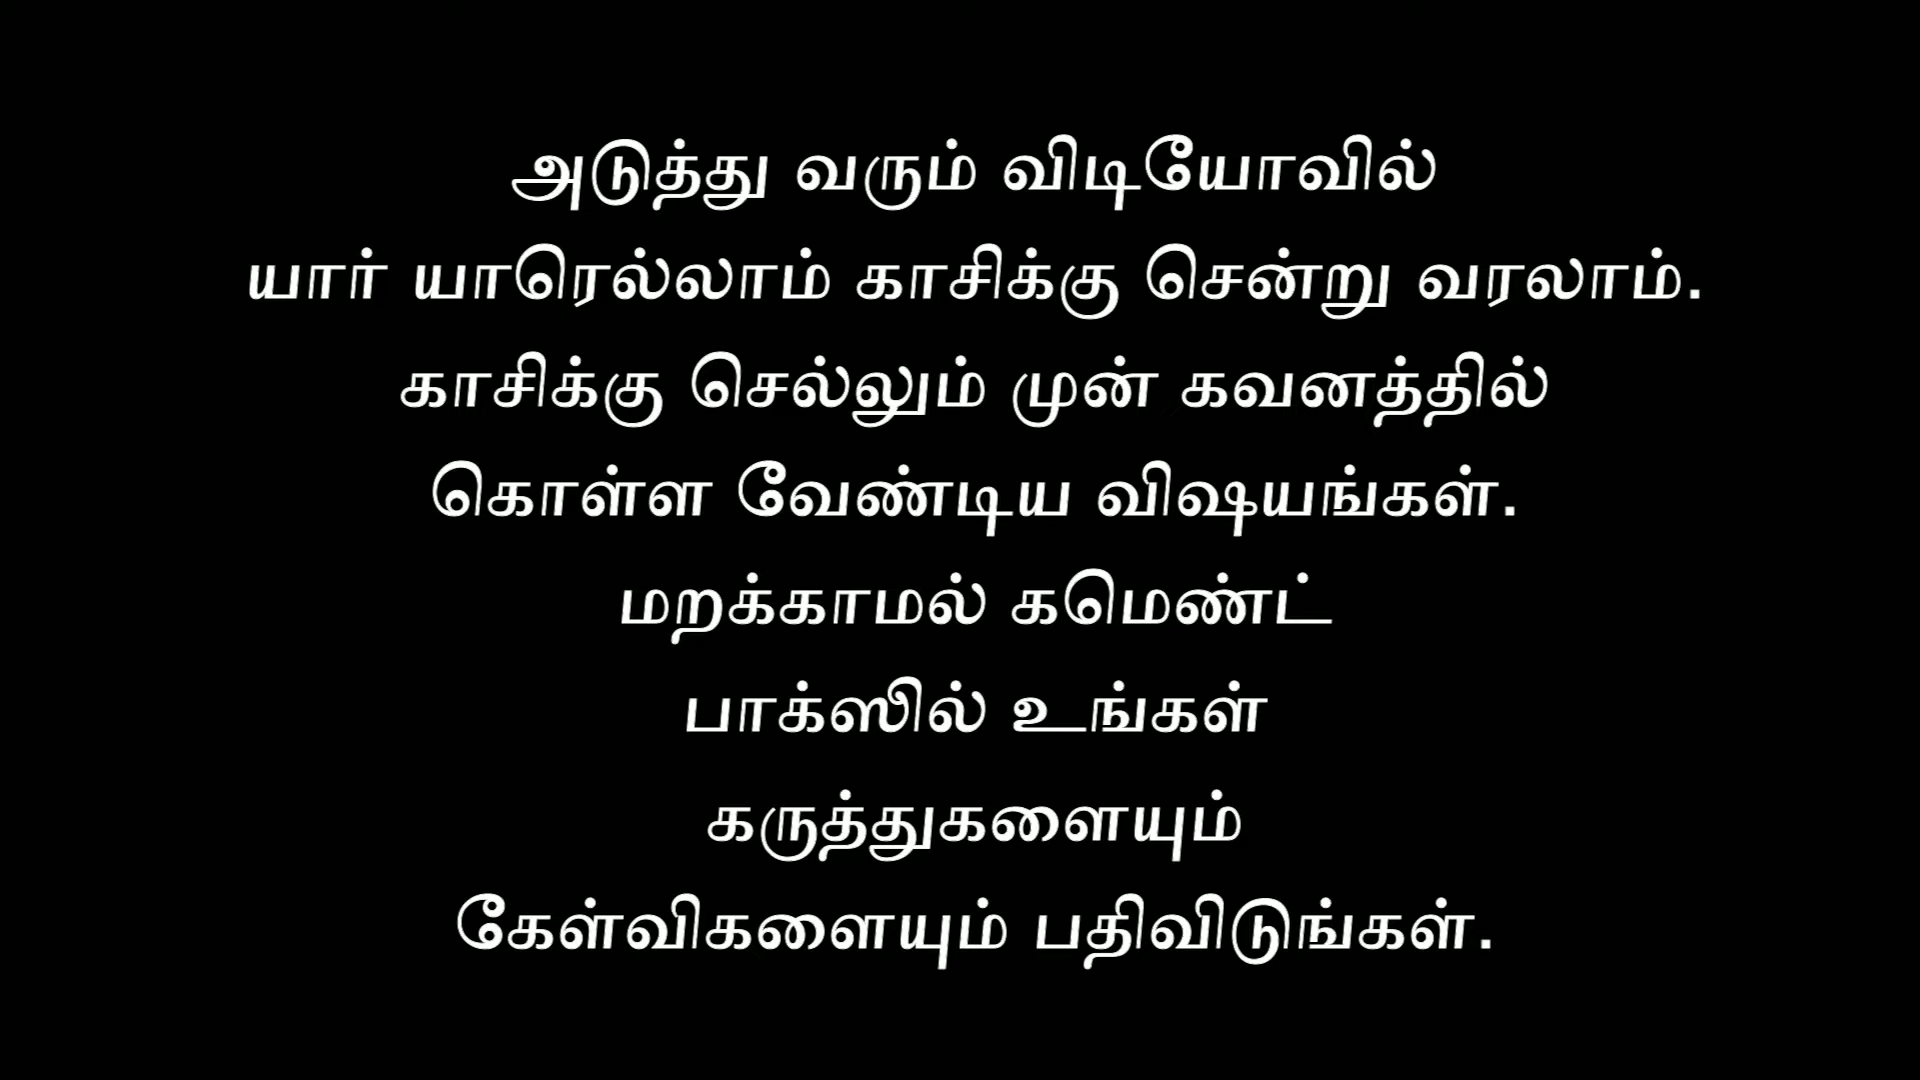 அடுத்து வரும் விடியோவில்
யார் யாரெல்லாம் காசிக்கு சென்று வரலாம்.
காசிக்கு செல்லும் முன் கவனத்தில்
கொள்ள வேண்டிய விஷயங்கள்.
மறக்காமல் கமெண்ட்
பாக்ஸில் உங்கள்
கருத்துகளையும்
கேள்விகளையும் பதிவிடுங்கள்.